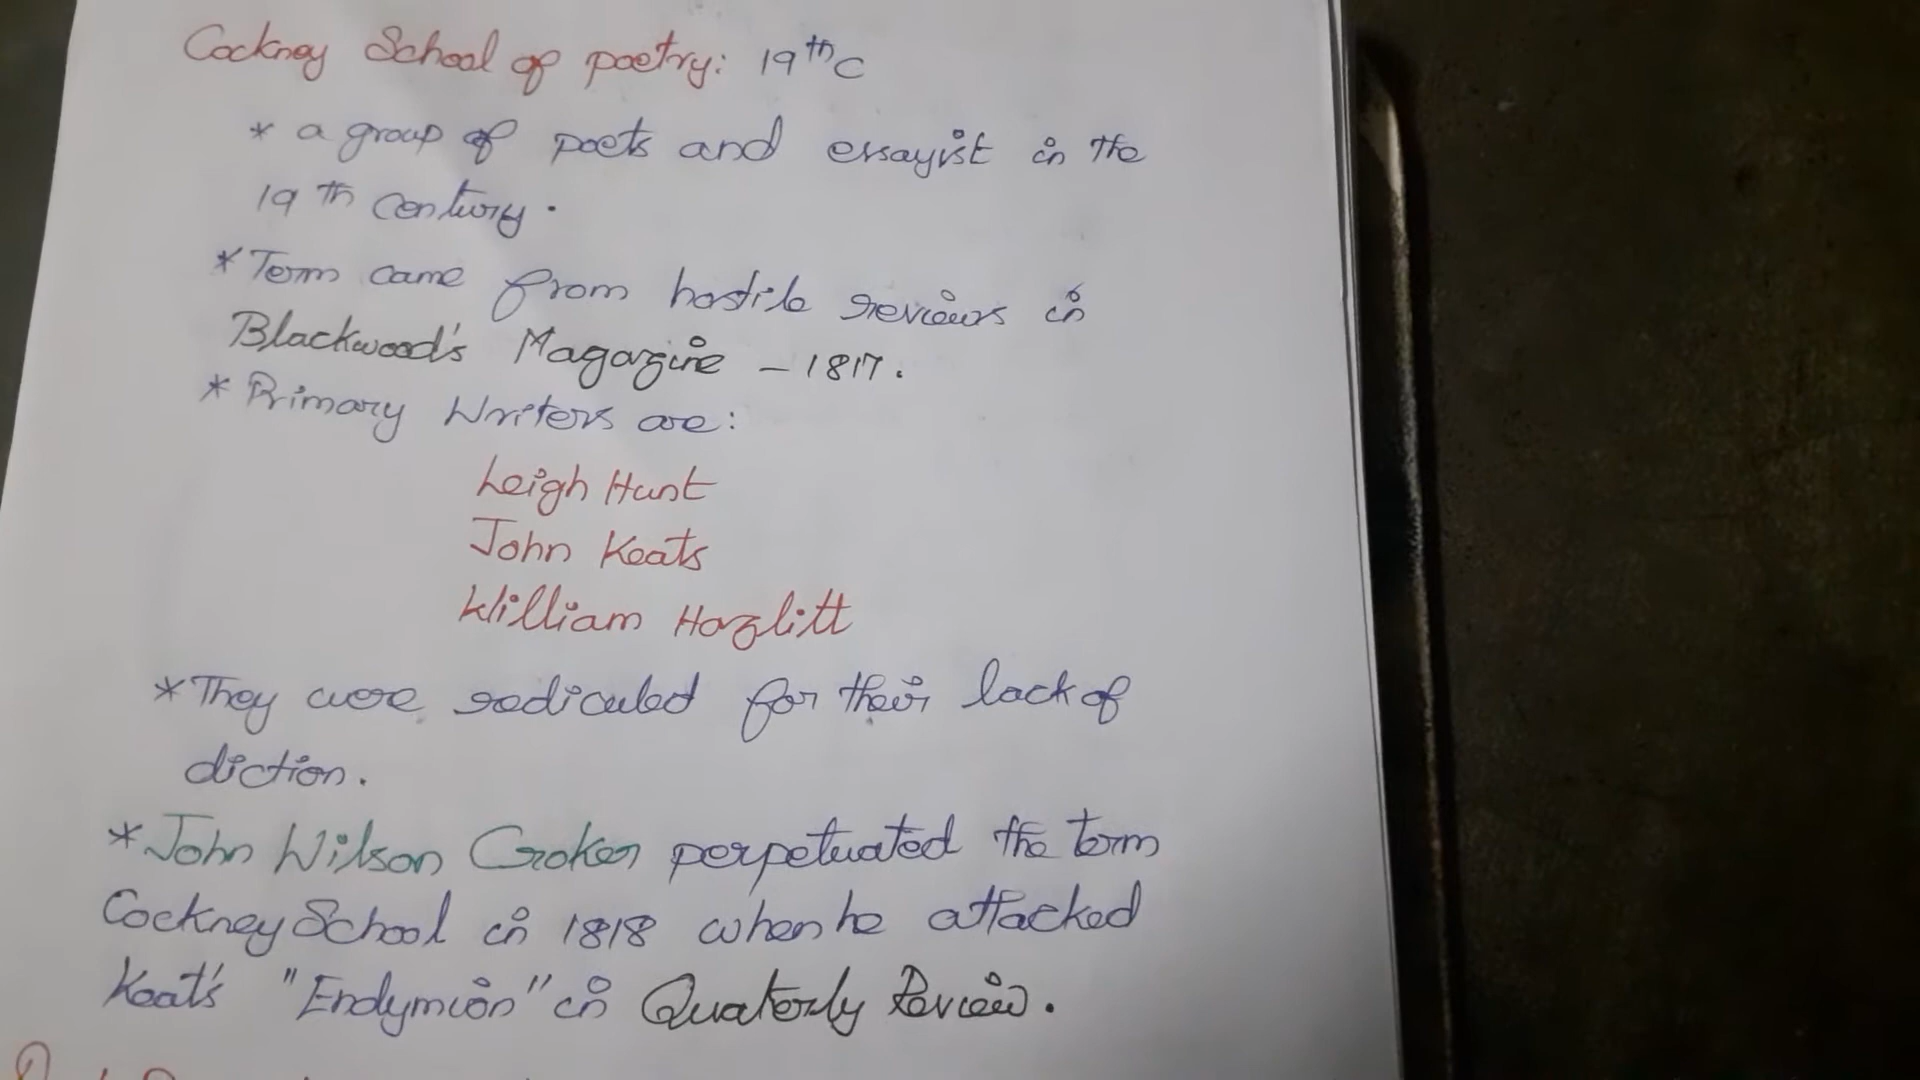 Cockney School of poetry: 19th C
* a group of poets and essayist in the
19th century.
* Term came from hostile reviews in
Blackwood's Magazine – 1817.
* Primary Writers are:
Leigh Hunt
John Keats
William Hazlitt
* They were rediculed for their lack of
diction.
* John Wilson Croker perpetuated the term
Cockney School in 1818 when he attacked
Keat's "Endymion" in Quaterly Review.